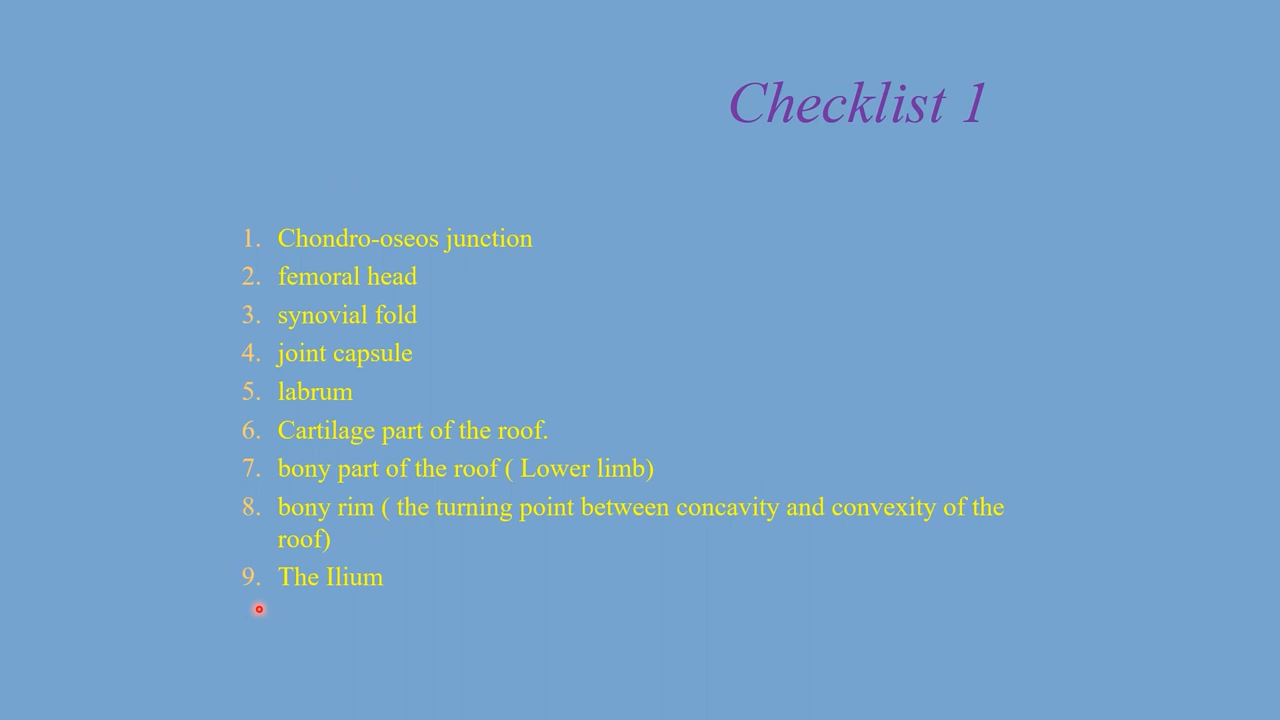 Checklist 1
1. Chondro-oseos junction
2. femoral head
3. synovial fold
4. joint capsule
5. labrum
6. Cartilage part of the roof.
7. bony part of the roof ( Lower limb)
8. bony rim ( the turning point between concavity and convexity of the
roof)
9. The Ilium